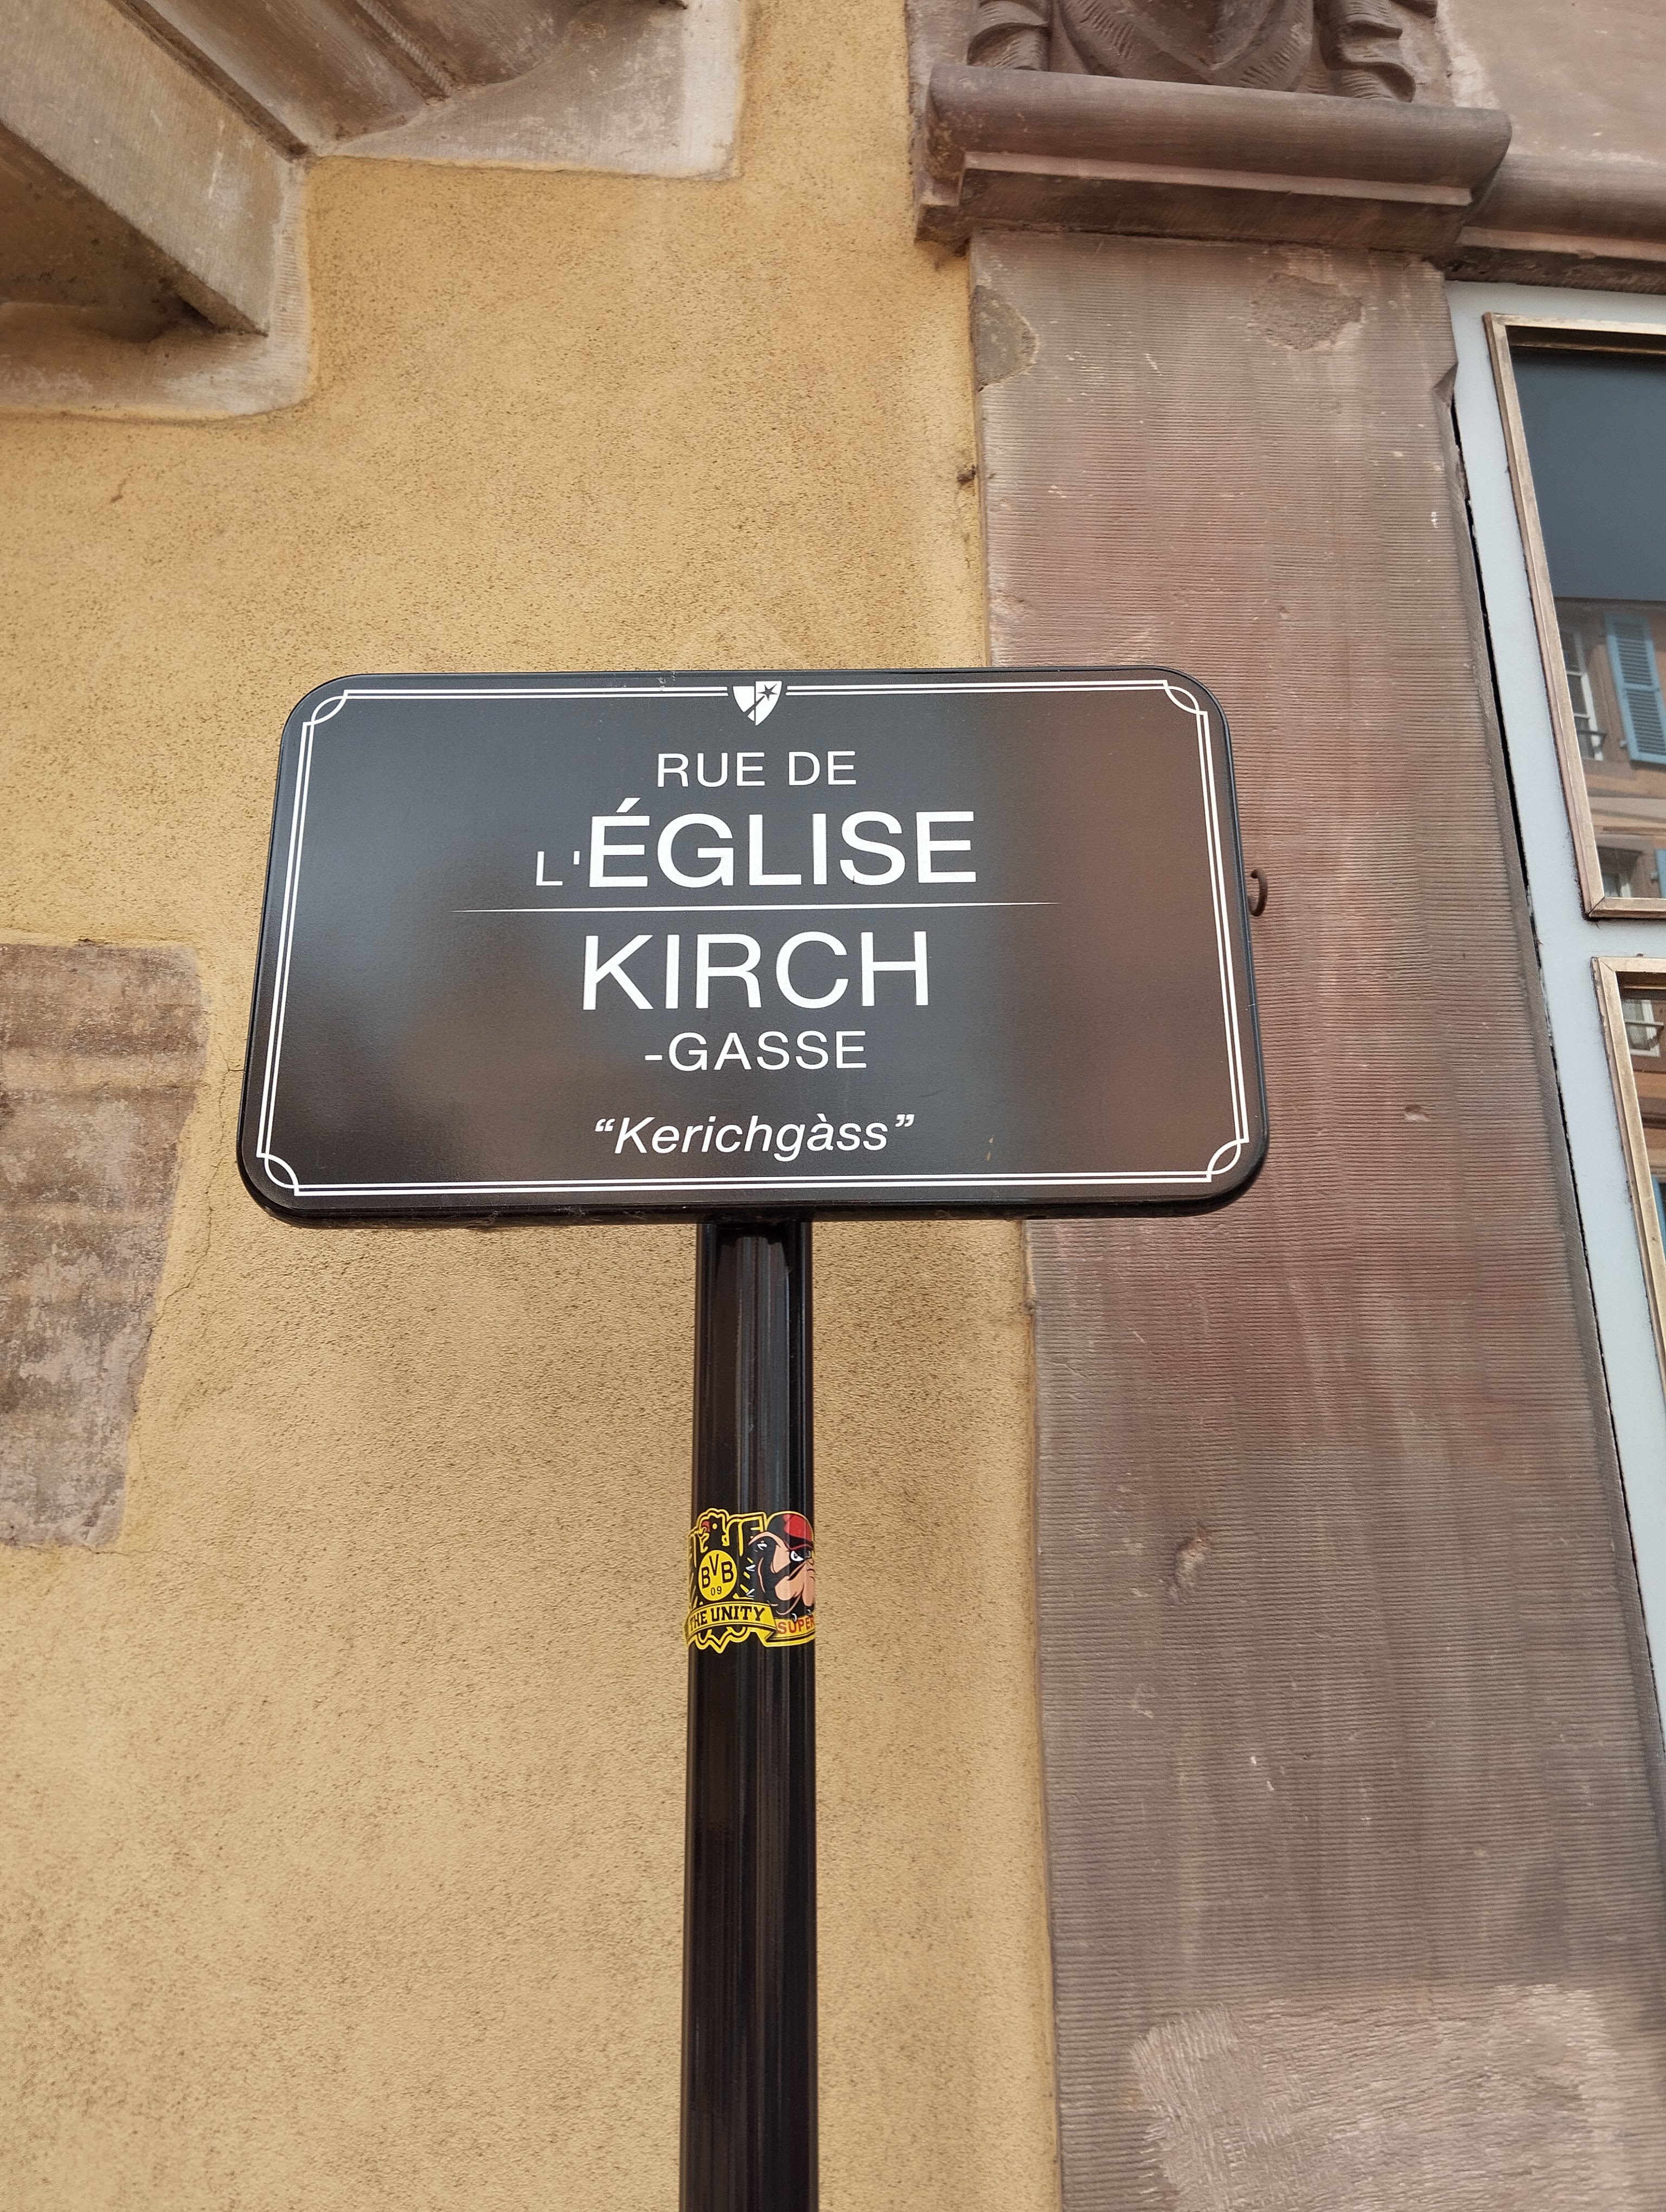 RUE DE
L'ÉGLISE
KIRCH
-GASSE
“Kerichgàss”
BVB
09
THE UNITY